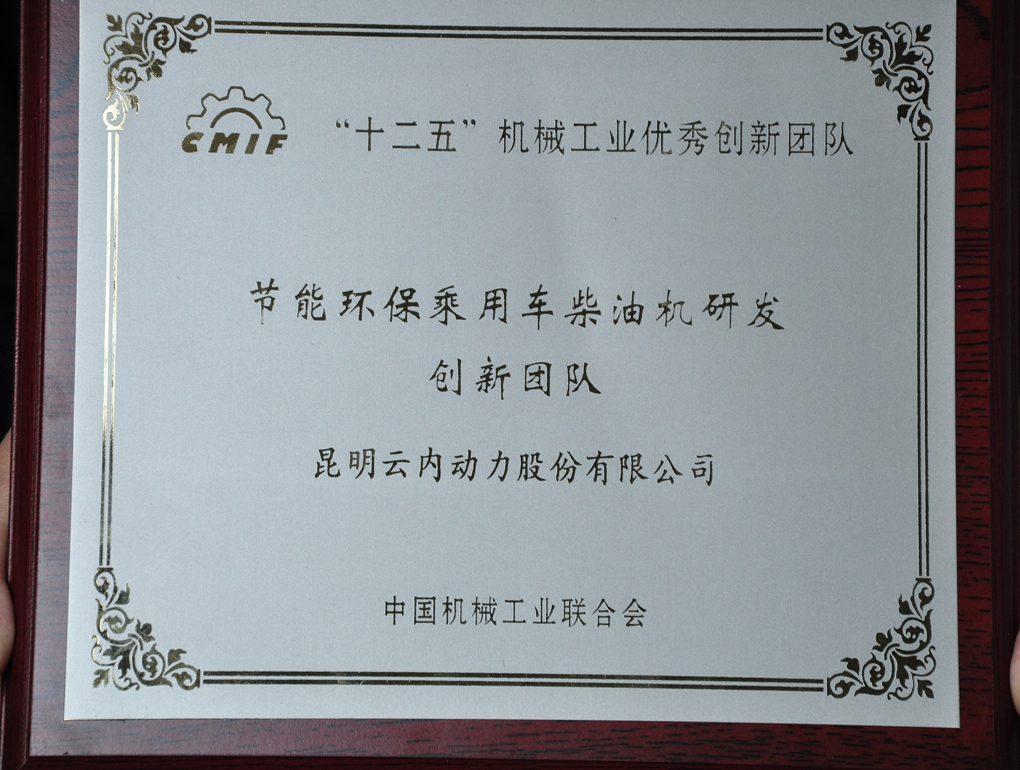 CMIF
“十二五”机械工业优秀创新团队
节能环保乘用车柴油机研发
创新团队
昆明云内动力股份有限公司
中国机械工业联合会